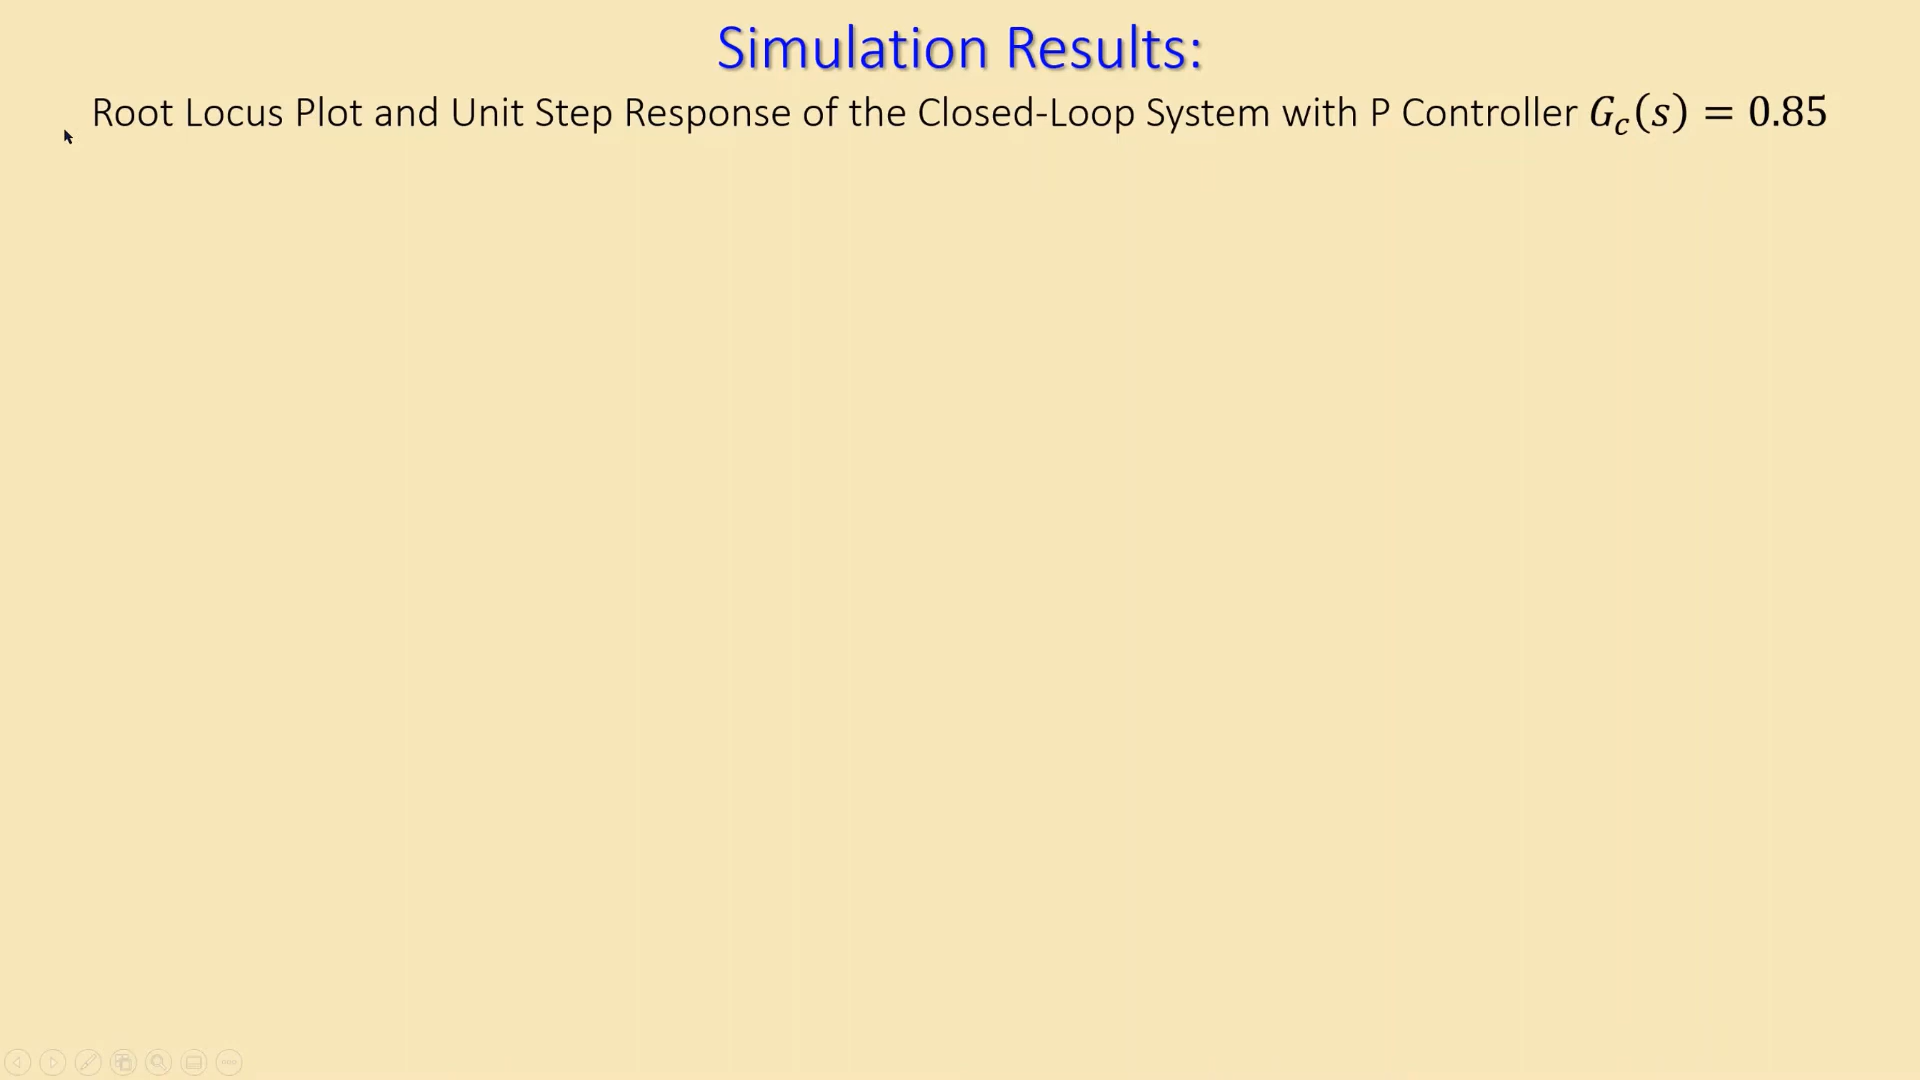 Simulation Results:
Root Locus Plot and Unit Step Response of the Closed-Loop System with P Controller $G_c(s) = 0.85$